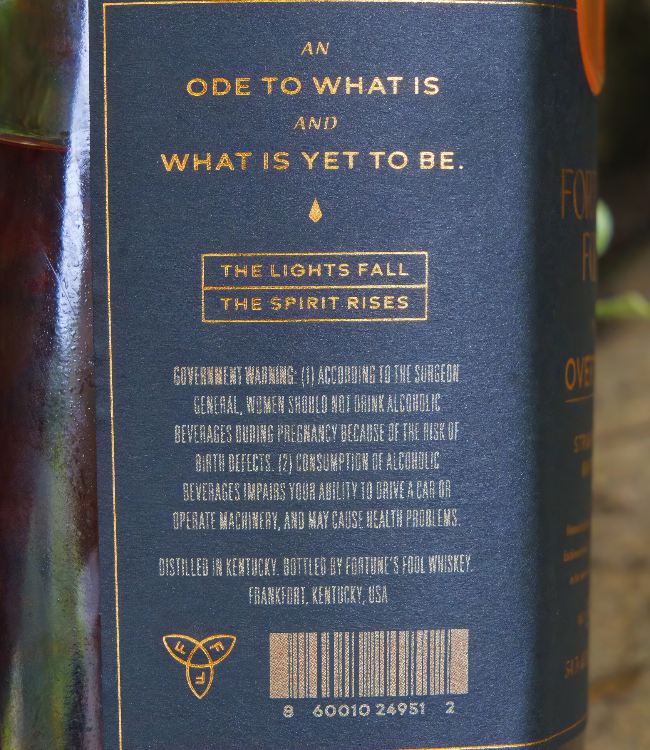 AN
ODE TO WHAT IS
AND
WHAT IS YET TO BE.
THE LIGHTS FALL
THE SPIRIT RISES
GOVERNMENT WARNING: (1) ACCORDING TO THE SURGEON
GENERAL, WOMEN SHOULD NOT DRINK ALCOHOLIC
BEVERAGES DURING PREGNANCY BECAUSE OF THE RISK OF
BIRTH DEFECTS. (2) CONSUMPTION OF ALCOHOLIC
BEVERAGES IMPAIRS YOUR ABILITY TO DRIVE A CAR OR
OPERATE MACHINERY, AND MAY CAUSE HEALTH PROBLEMS.
DISTILLED IN KENTUCKY. BOTTLED BY FORTUNE'S FOOL WHISKEY.
FRANKFORT, KENTUCKY, USA
F F F
8 60010 24951 2